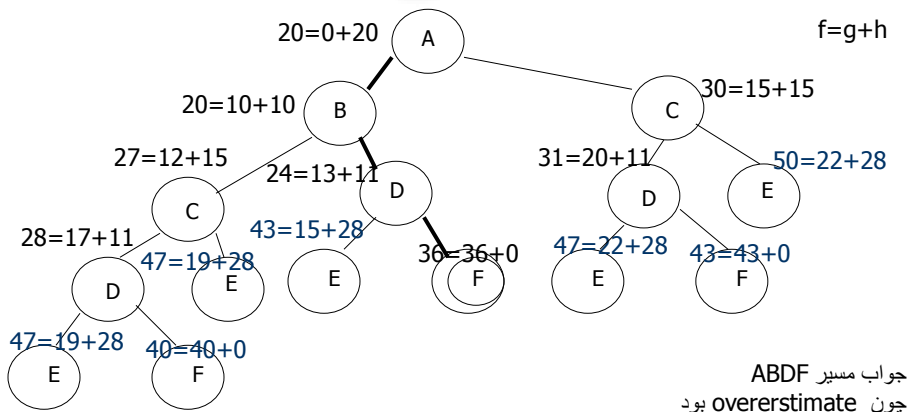 20=0+20
A
f=g+h
20=10+10
B
30=15+15
C
27=12+15
24=13+11
D
31=20+11
50=22+28
C
D
E
28=17+11
43=15+28
47=19+28
36=36+0
47=22+28
43=43+0
D
E
E
F
E
F
47=19+28
40=40+0
E
F
جواب مسیر ABDF
چون overerstimate بود